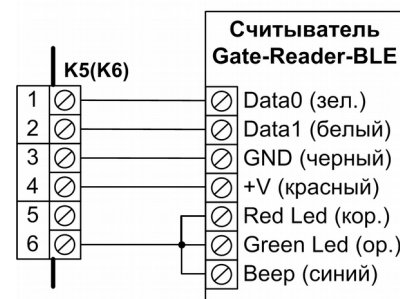 Считыватель
Gate-Reader-BLE
K5(K6)
1 Data0 (зел.)
2 Data1 (белый)
3 GND (черный)
4 +V (красный)
5 Red Led (кор.)
6 Green Led (ор.)
Beep (синий)